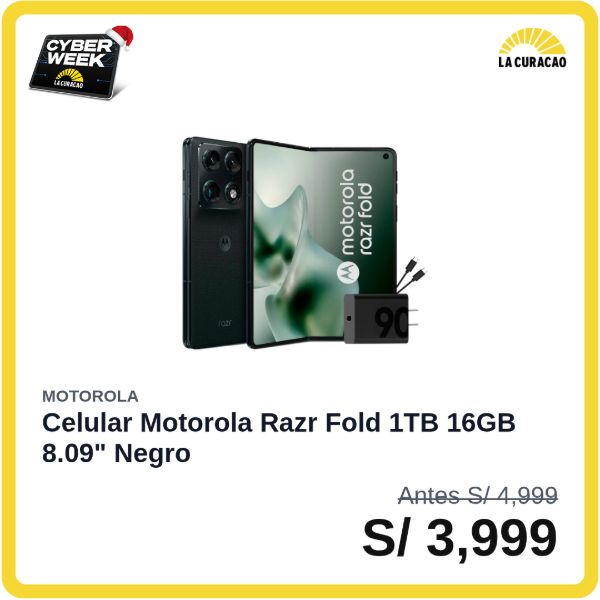 CYBER
WEEK
LA CURACAO
LA CURACAO
motorola
razr fold
razr
90
MOTOROLA
Celular Motorola Razr Fold 1TB 16GB
8.09" Negro
Antes S/ 4,999
S/ 3,999